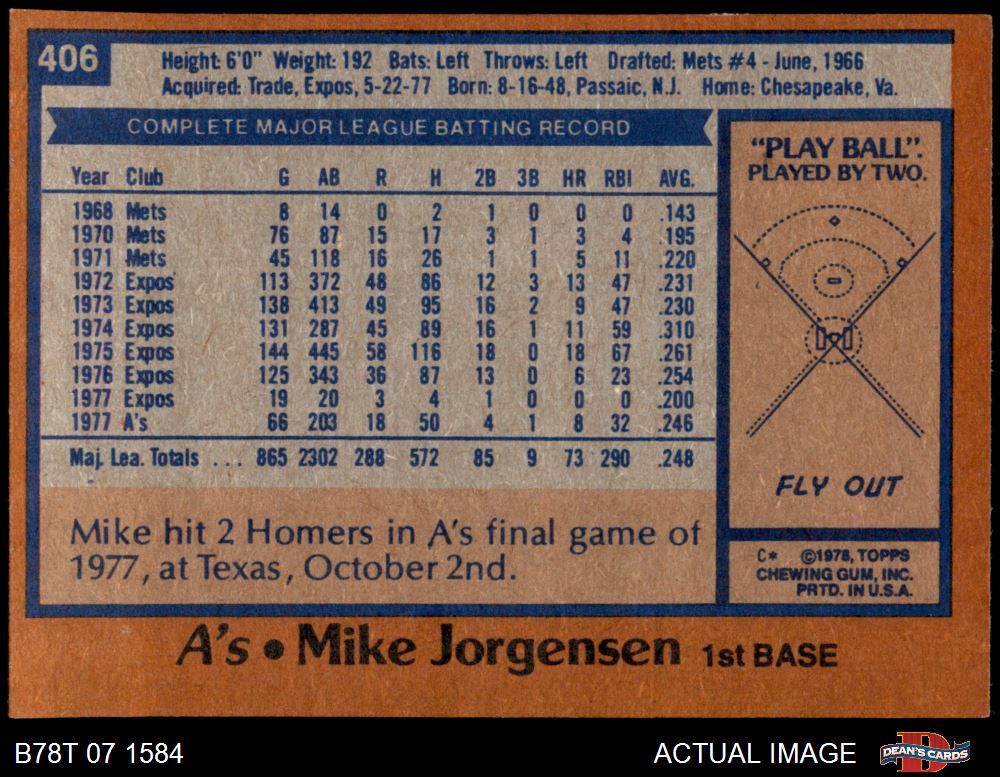 406
Height: 6'0" Weight: 192 Bats: Left Throws: Left Drafted: Mets #4 - June, 1966
Acquired: Trade, Expos, 5-22-77 Born: 8-16-48, Passaic, N.J. Home: Chesapeake, Va.
COMPLETE MAJOR LEAGUE BATTING RECORD
Year Club G AB R H 2B 3B HR RBI AVG.
1968 Mets 8 14 0 2 1 0 0 0 .143
1970 Mets 76 87 15 17 3 1 3 4 .195
1971 Mets 45 118 16 26 1 1 5 11 .220
1972 Expos 113 372 48 86 12 3 13 47 .231
1973 Expos 138 413 49 95 16 2 9 47 .230
1974 Expos 131 287 45 89 16 1 11 59 .310
1975 Expos 144 445 58 116 18 0 18 67 .261
1976 Expos 125 343 36 87 13 0 6 23 .254
1977 Expos 19 20 3 4 1 0 0 0 .200
1977 A's 66 203 18 50 4 1 8 32 .246
Maj. Lea. Totals ... 865 2302 288 572 85 9 73 290 .248
Mike hit 2 Homers in A's final game of
1977, at Texas, October 2nd.
"PLAY BALL".
PLAYED BY TWO.
FLY OUT
C* ©1978, TOPPS
CHEWING GUM, INC.
PRTD. IN U.S.A.
A's • Mike Jorgensen 1st BASE
B78T 07 1584
ACTUAL IMAGE
DEAN'S CARDS